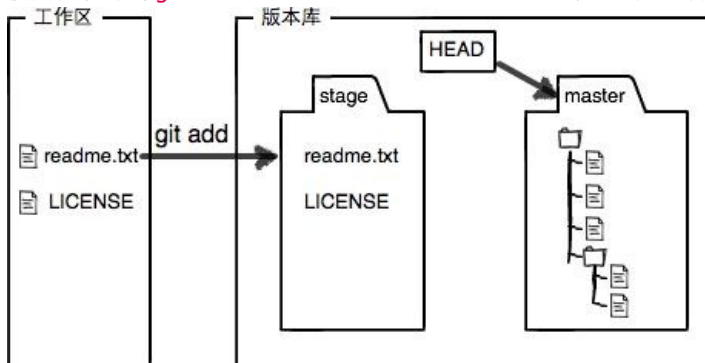 工作区
版本库
HEAD
stage
master
git add
readme.txt
readme.txt
LICENSE
LICENSE